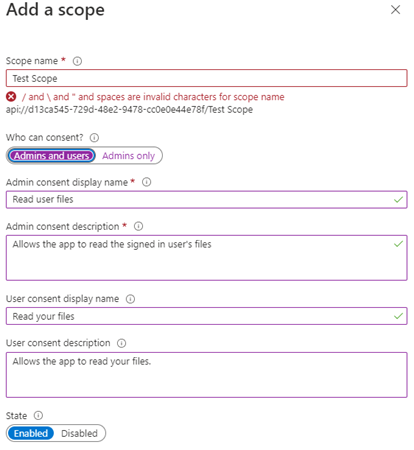 Add a scope
Scope name *
Test Scope
/ and \ and " and spaces are invalid characters for scope name
api://d13ca545-729d-48e2-9478-cc0e0e44e78f/Test Scope
Who can consent?
Admins and users Admins only
Admin consent display name *
Read user files
Admin consent description *
Allows the app to read the signed in user's files
User consent display name
Read your files
User consent description
Allows the app to read your files.
State
Enabled Disabled